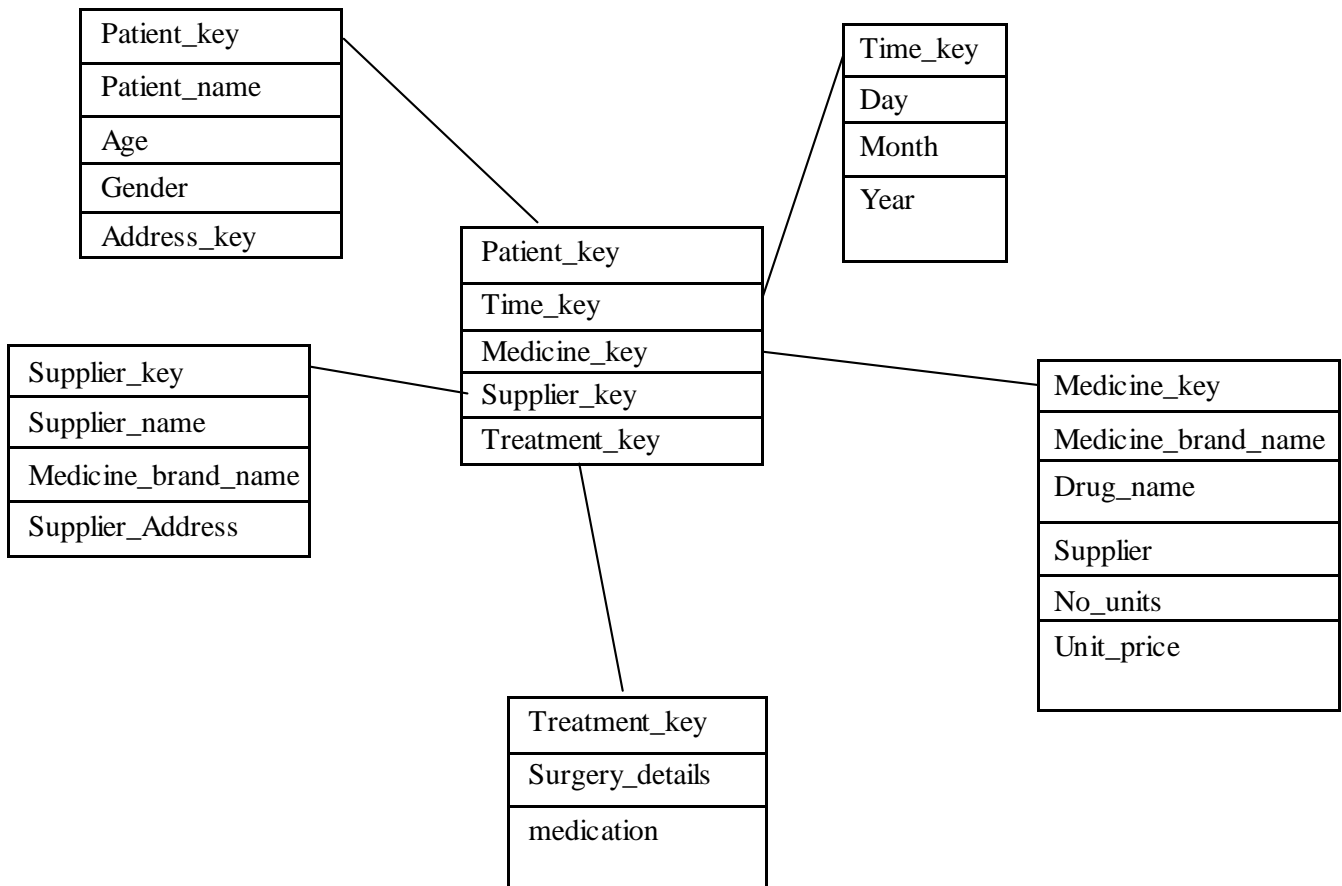 Patient_key
Patient_name
Age
Gender
Address_key
Time_key
Day
Month
Year
Patient_key
Time_key
Medicine_key
Supplier_key
Treatment_key
Supplier_key
Supplier_name
Medicine_brand_name
Supplier_Address
Medicine_key
Medicine_brand_name
Drug_name
Supplier
No_units
Unit_price
Treatment_key
Surgery_details
medication